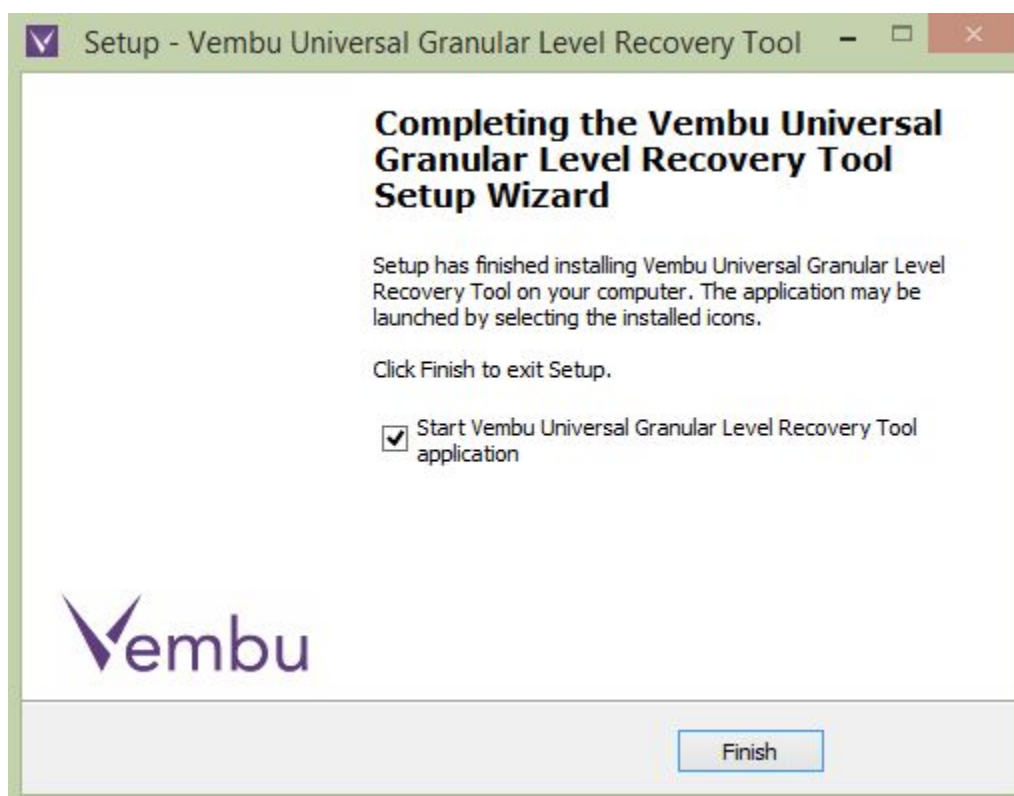 Setup - Vembu Universal Granular Level Recovery Tool
Completing the Vembu Universal
Granular Level Recovery Tool
Setup Wizard
Setup has finished installing Vembu Universal Granular Level
Recovery Tool on your computer. The application may be
launched by selecting the installed icons.
Click Finish to exit Setup.
Start Vembu Universal Granular Level Recovery Tool
application
Vembu
Finish